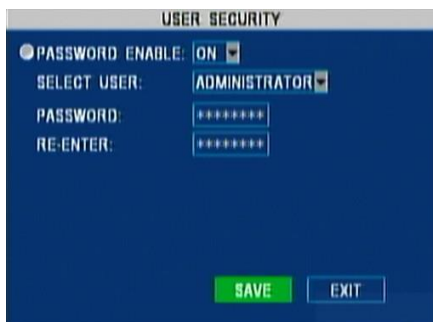 USER SECURITY
PASSWORD ENABLE: ON
SELECT USER: ADMINISTRATOR
PASSWORD: ********
RE-ENTER: ********
SAVE EXIT